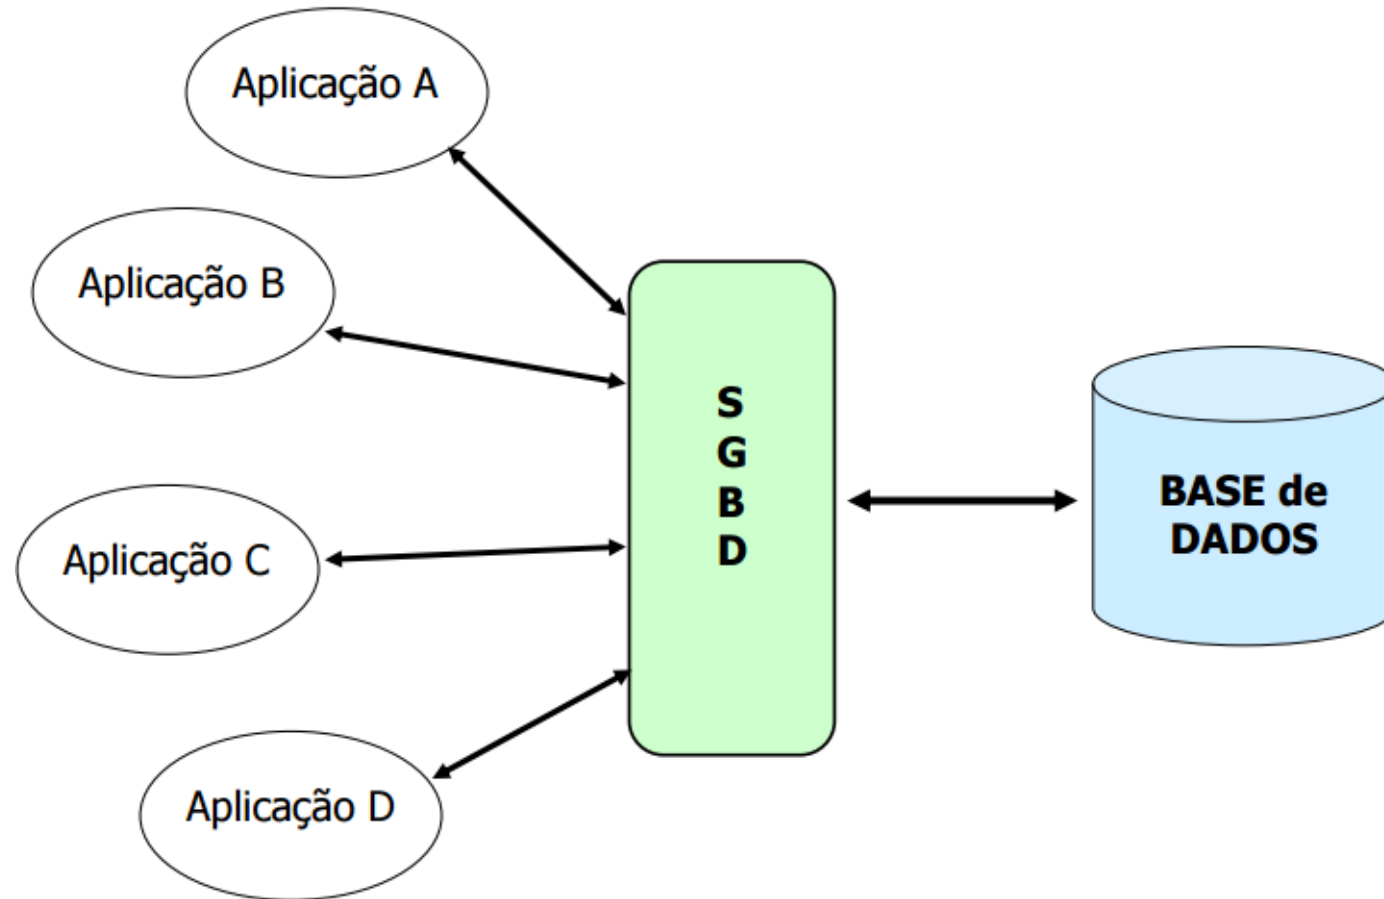 Aplicação A
Aplicação B
S
G
B
D
BASE de
DADOS
Aplicação C
Aplicação D